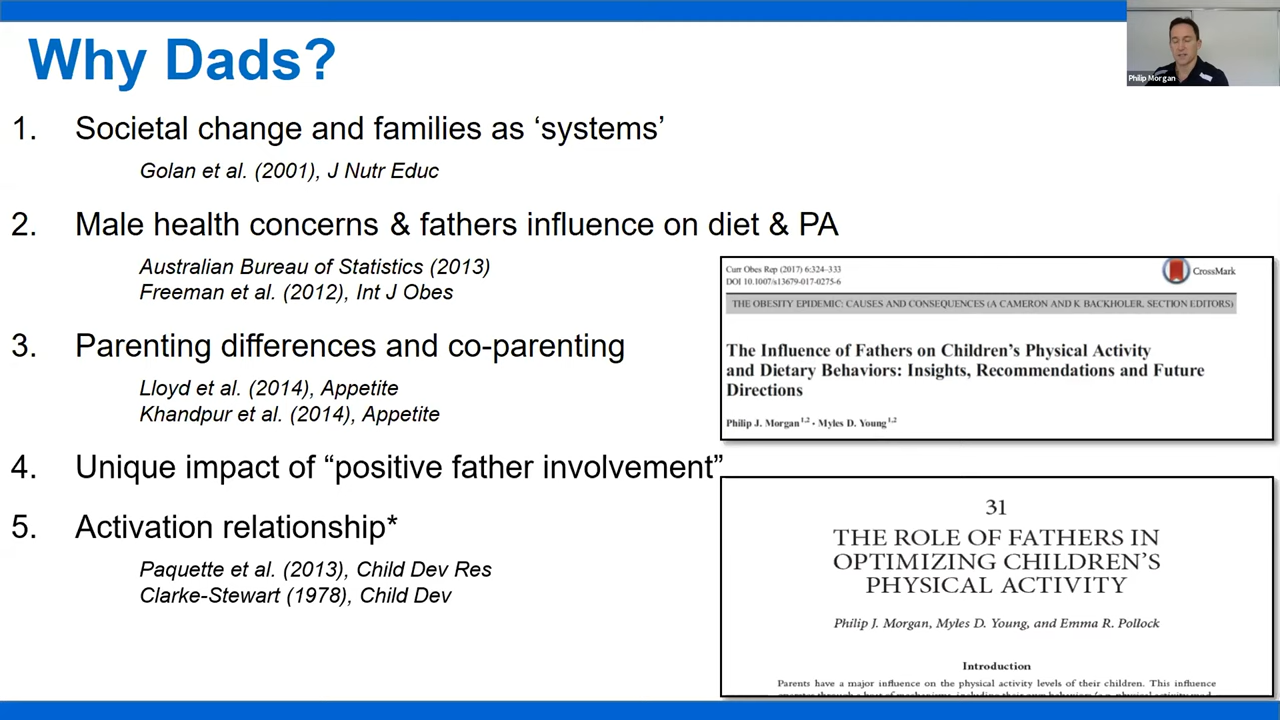 Why Dads?
Philip Morgan
1. Societal change and families as ‘systems’
Golan et al. (2001), J Nutr Educ
2. Male health concerns & fathers influence on diet & PA
Australian Bureau of Statistics (2013)
Freeman et al. (2012), Int J Obes
3. Parenting differences and co-parenting
Lloyd et al. (2014), Appetite
Khandpur et al. (2014), Appetite
4. Unique impact of “positive father involvement”
5. Activation relationship*
Paquette et al. (2013), Child Dev Res
Clarke-Stewart (1978), Child Dev
Curr Obes Rep (2017) 6:324–333
DOI 10.1007/s13679-017-0275-6
CrossMark
THE OBESITY EPIDEMIC: CAUSES AND CONSEQUENCES (A CAMERON AND K BACKHOLER, SECTION EDITORS)
The Influence of Fathers on Children’s Physical Activity
and Dietary Behaviors: Insights, Recommendations and Future
Directions
Philip J. Morgan1,2 · Myles D. Young1,2
31
THE ROLE OF FATHERS IN
OPTIMIZING CHILDREN’S
PHYSICAL ACTIVITY
Philip J. Morgan, Myles D. Young, and Emma R. Pollock
Introduction
Parents have a major influence on the physical activity levels of their children. This influence